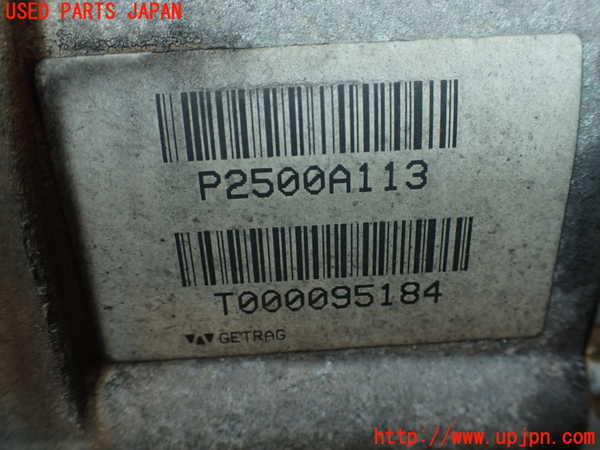 USED PARTS JAPAN
P2500A113
T000095184
GETRAG
http://www.upjpn.com/